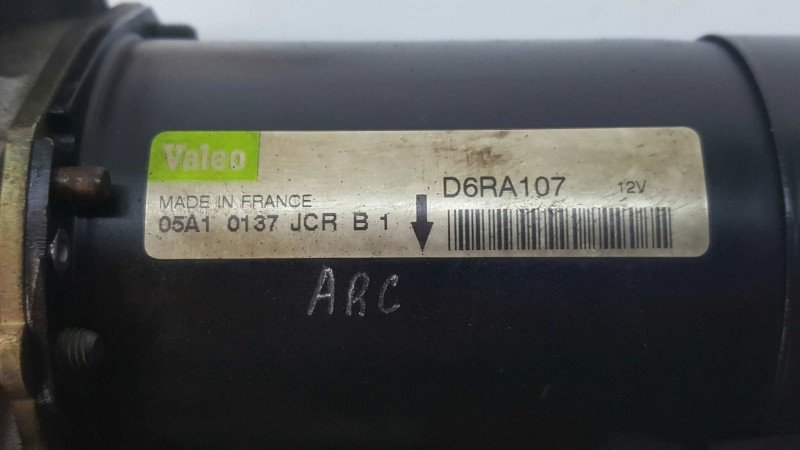 Valeo
MADE IN FRANCE
05A1 0137 JCR B 1
D6RA107 12V
ARC